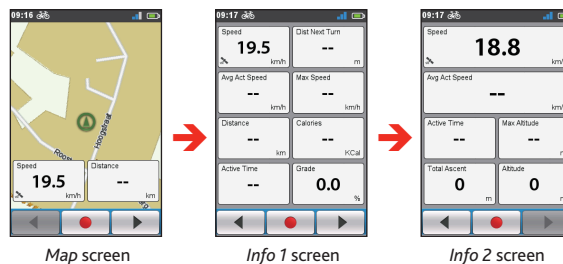 09:16
Hoogstraat
Speed
19.5
km/h
Distance
--
km
Map screen
09:17
Speed
19.5
km/h
Dist Next Turn
--
m
Avg Act Speed
--
km/h
Max Speed
--
km/h
Distance
--
km
Calories
--
KCal
Active Time
--
Grade
0.0
%
Info 1 screen
09:17
Speed
18.8
km/
Avg Act Speed
--
km/
Active Time
--
Max Altitude
--
Total Ascent
0
m
Altitude
0
Info 2 screen